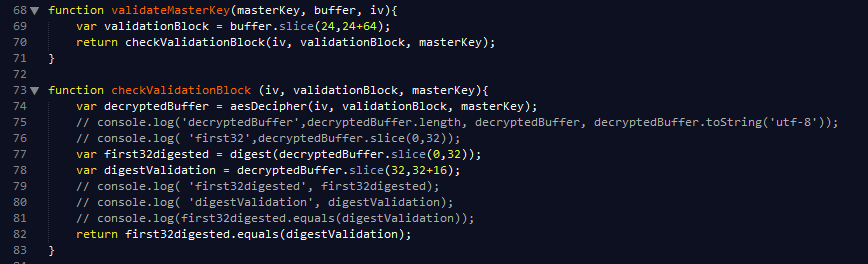 68 function validateMasterKey(masterKey, buffer, iv){
69 var validationBlock = buffer.slice(24,24+64);
70 return checkValidationBlock(iv, validationBlock, masterKey);
71 }
72
73 function checkValidationBlock (iv, validationBlock, masterKey){
74 var decryptedBuffer = aesDecipher(iv, validationBlock, masterKey);
75 // console.log('decryptedBuffer',decryptedBuffer.length, decryptedBuffer, decryptedBuffer.toString('utf-8'));
76 // console.log( 'first32',decryptedBuffer.slice(0,32));
77 var first32digested = digest(decryptedBuffer.slice(0,32));
78 var digestValidation = decryptedBuffer.slice(32,32+16);
79 // console.log( 'first32digested', first32digested);
80 // console.log( 'digestValidation', digestValidation);
81 // console.log(first32digested.equals(digestValidation));
82 return first32digested.equals(digestValidation);
83 }